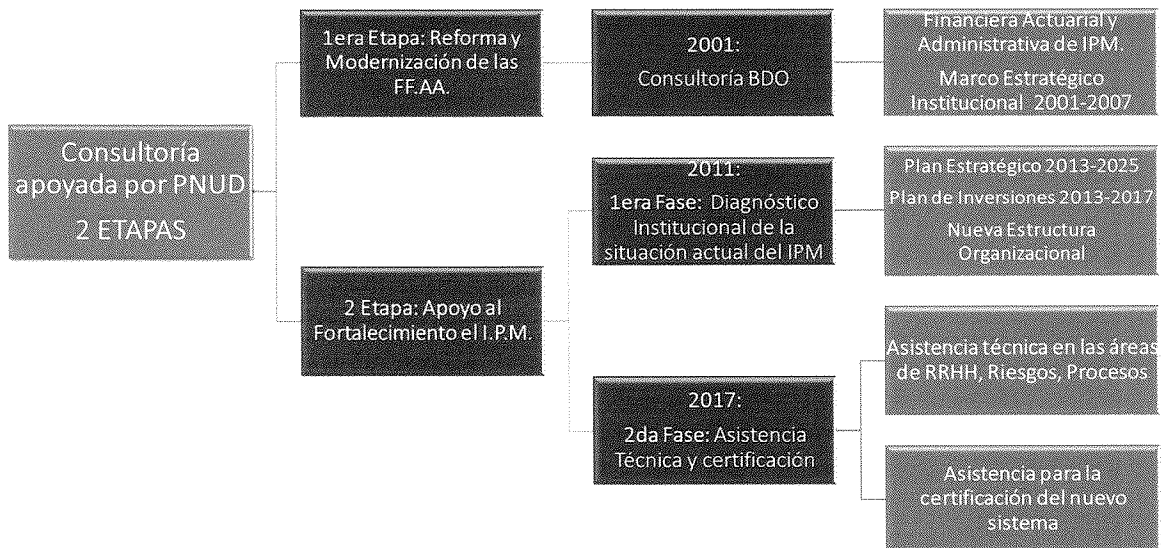 Consultoría
apoyada por PNUD
2 ETAPAS
1era Etapa: Reforma y
Modernización de las
FF.AA.
2001:
Consultoría BDO
Financiera Actuarial y
Administrativa de IPM.
Marco Estratégico
Institucional 2001-2007
2 Etapa: Apoyo al
Fortalecimiento el I.P.M.
2011:
1era Fase: Diagnóstico
Institucional de la
situación actual del IPM
Plan Estratégico 2013-2025
Plan de Inversiones 2013-2017
Nueva Estructura
Organizacional
2017:
2da Fase: Asistencia
Técnica y certificación
Asistencia técnica en las áreas
de RRHH, Riesgos, Procesos
Asistencia para la
certificación del nuevo
sistema